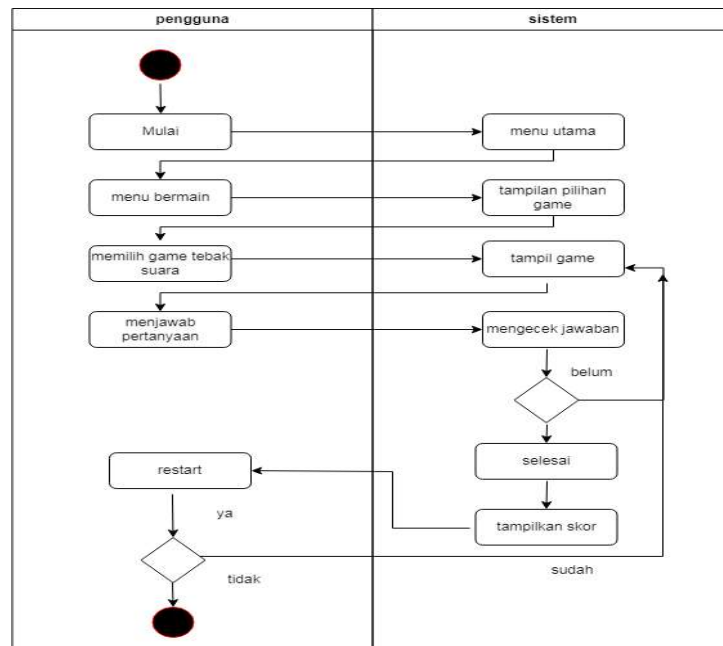 pengguna
sistem
Mulai
menu utama
menu bermain
tampilan pilihan
game
memilih game tebak
suara
tampil game
menjawab
pertanyaan
mengecek jawaban
belum
selesai
restart
ya
tampilkan skor
tidak
sudah